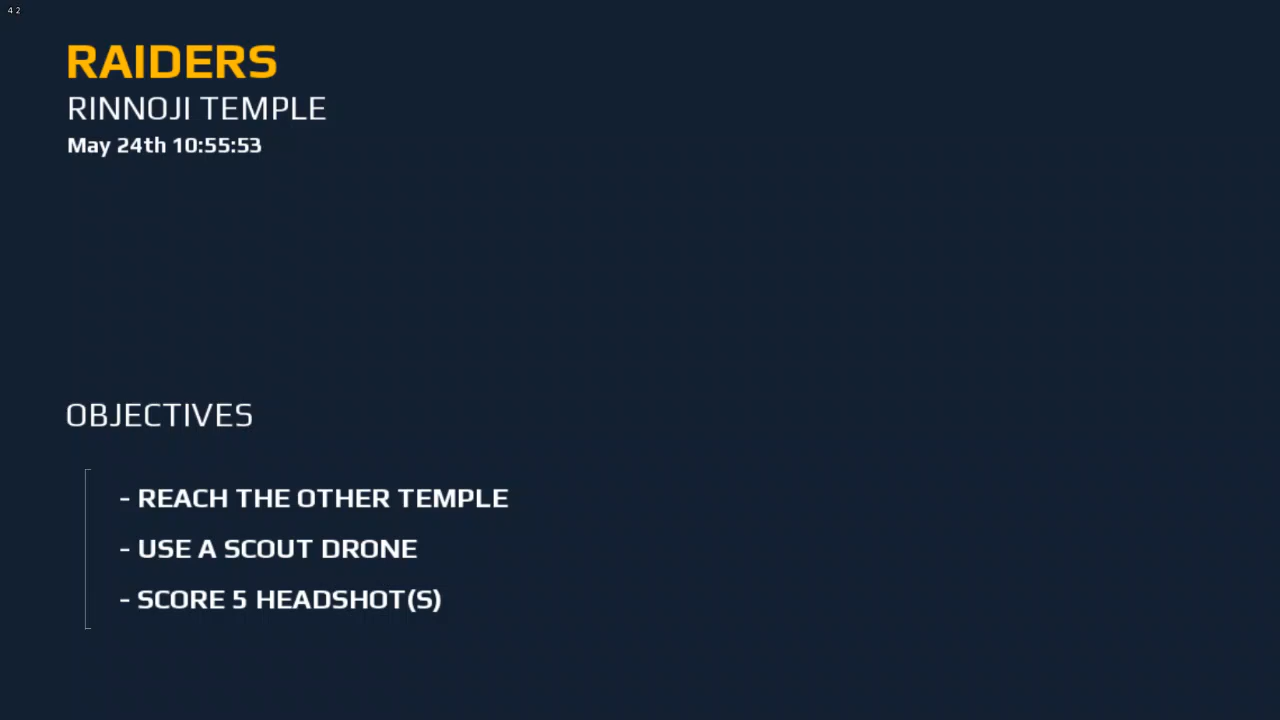 42
RAIDERS
RINNOJI TEMPLE
May 24th 10:55:53
OBJECTIVES
- REACH THE OTHER TEMPLE
- USE A SCOUT DRONE
- SCORE 5 HEADSHOT(S)